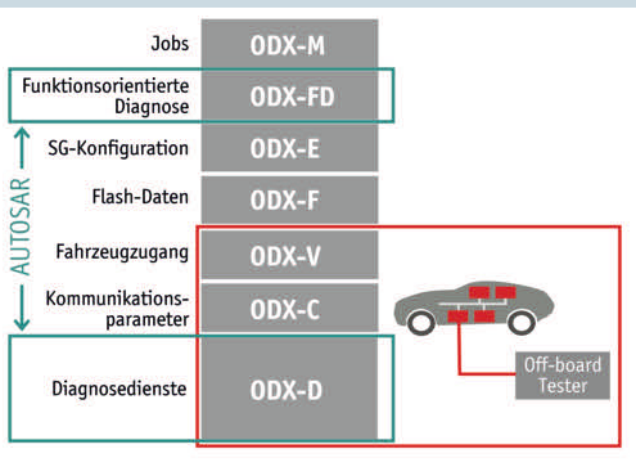 Jobs
ODX-M
Funktionsorientierte
Diagnose
ODX-FD
SG-Konfiguration
ODX-E
AUTOSAR
Flash-Daten
ODX-F
Fahrzeugzugang
ODX-V
Kommunikations-
parameter
ODX-C
Diagnosedienste
ODX-D
Off-board
Tester